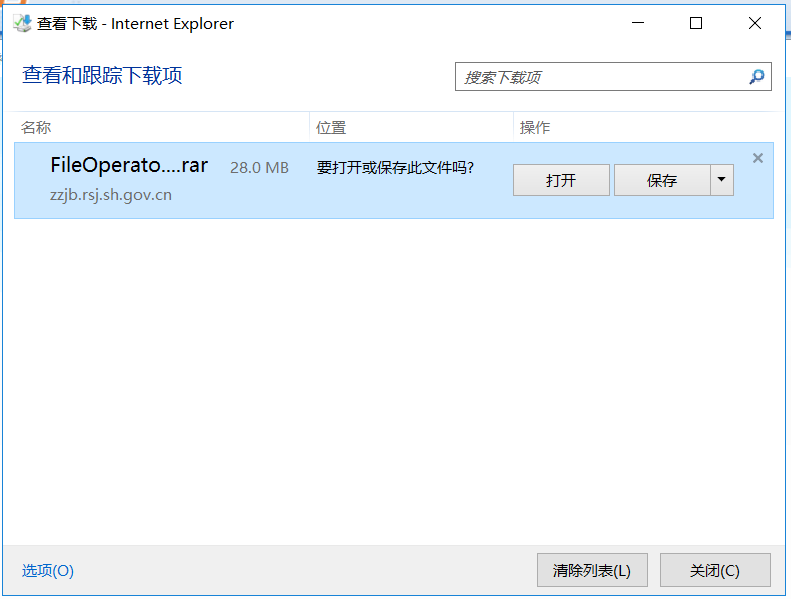 查看下载 - Internet Explorer
查看和跟踪下载项
搜索下载项
名称 位置 操作
FileOperato....rar 28.0 MB 要打开或保存此文件吗? 打开 保存
zzjb.rsj.sh.gov.cn
选项(O) 清除列表(L) 关闭(C)